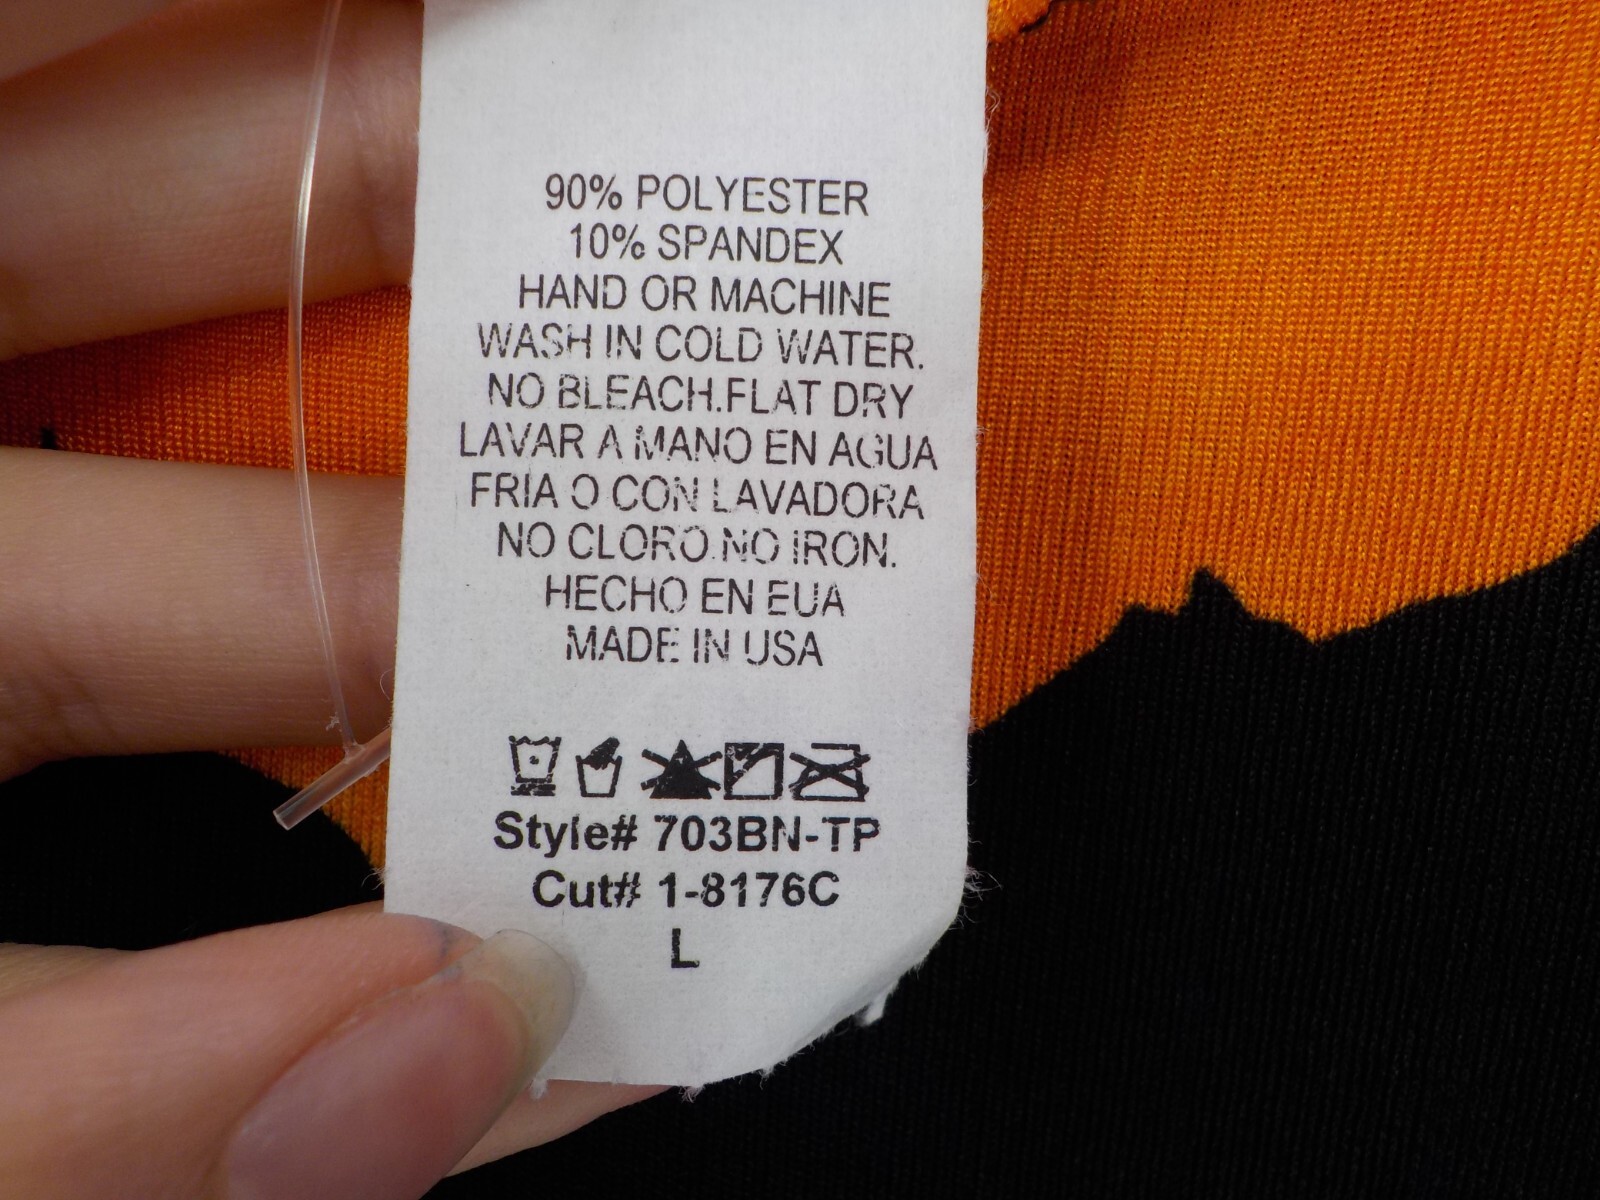 90% POLYESTER
10% SPANDEX
HAND OR MACHINE
WASH IN COLD WATER.
NO BLEACH.FLAT DRY
LAVAR A MANO EN AGUA
FRIA O CON LAVADORA
NO CLORO.NO IRON.
HECHO EN EUA
MADE IN USA
Style# 703BN-TP
Cut# 1-8176C
L